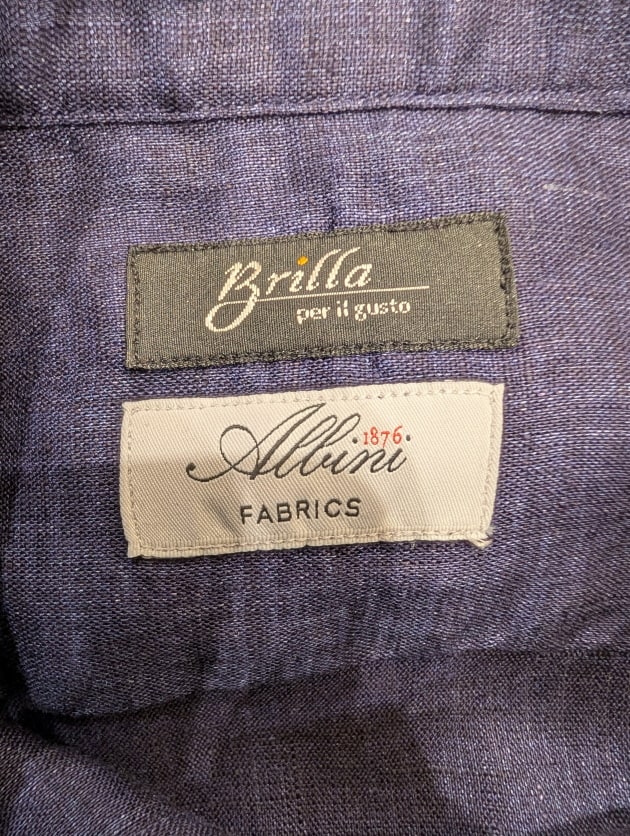 Brilla
per il gusto
1876
Albini
FABRICS